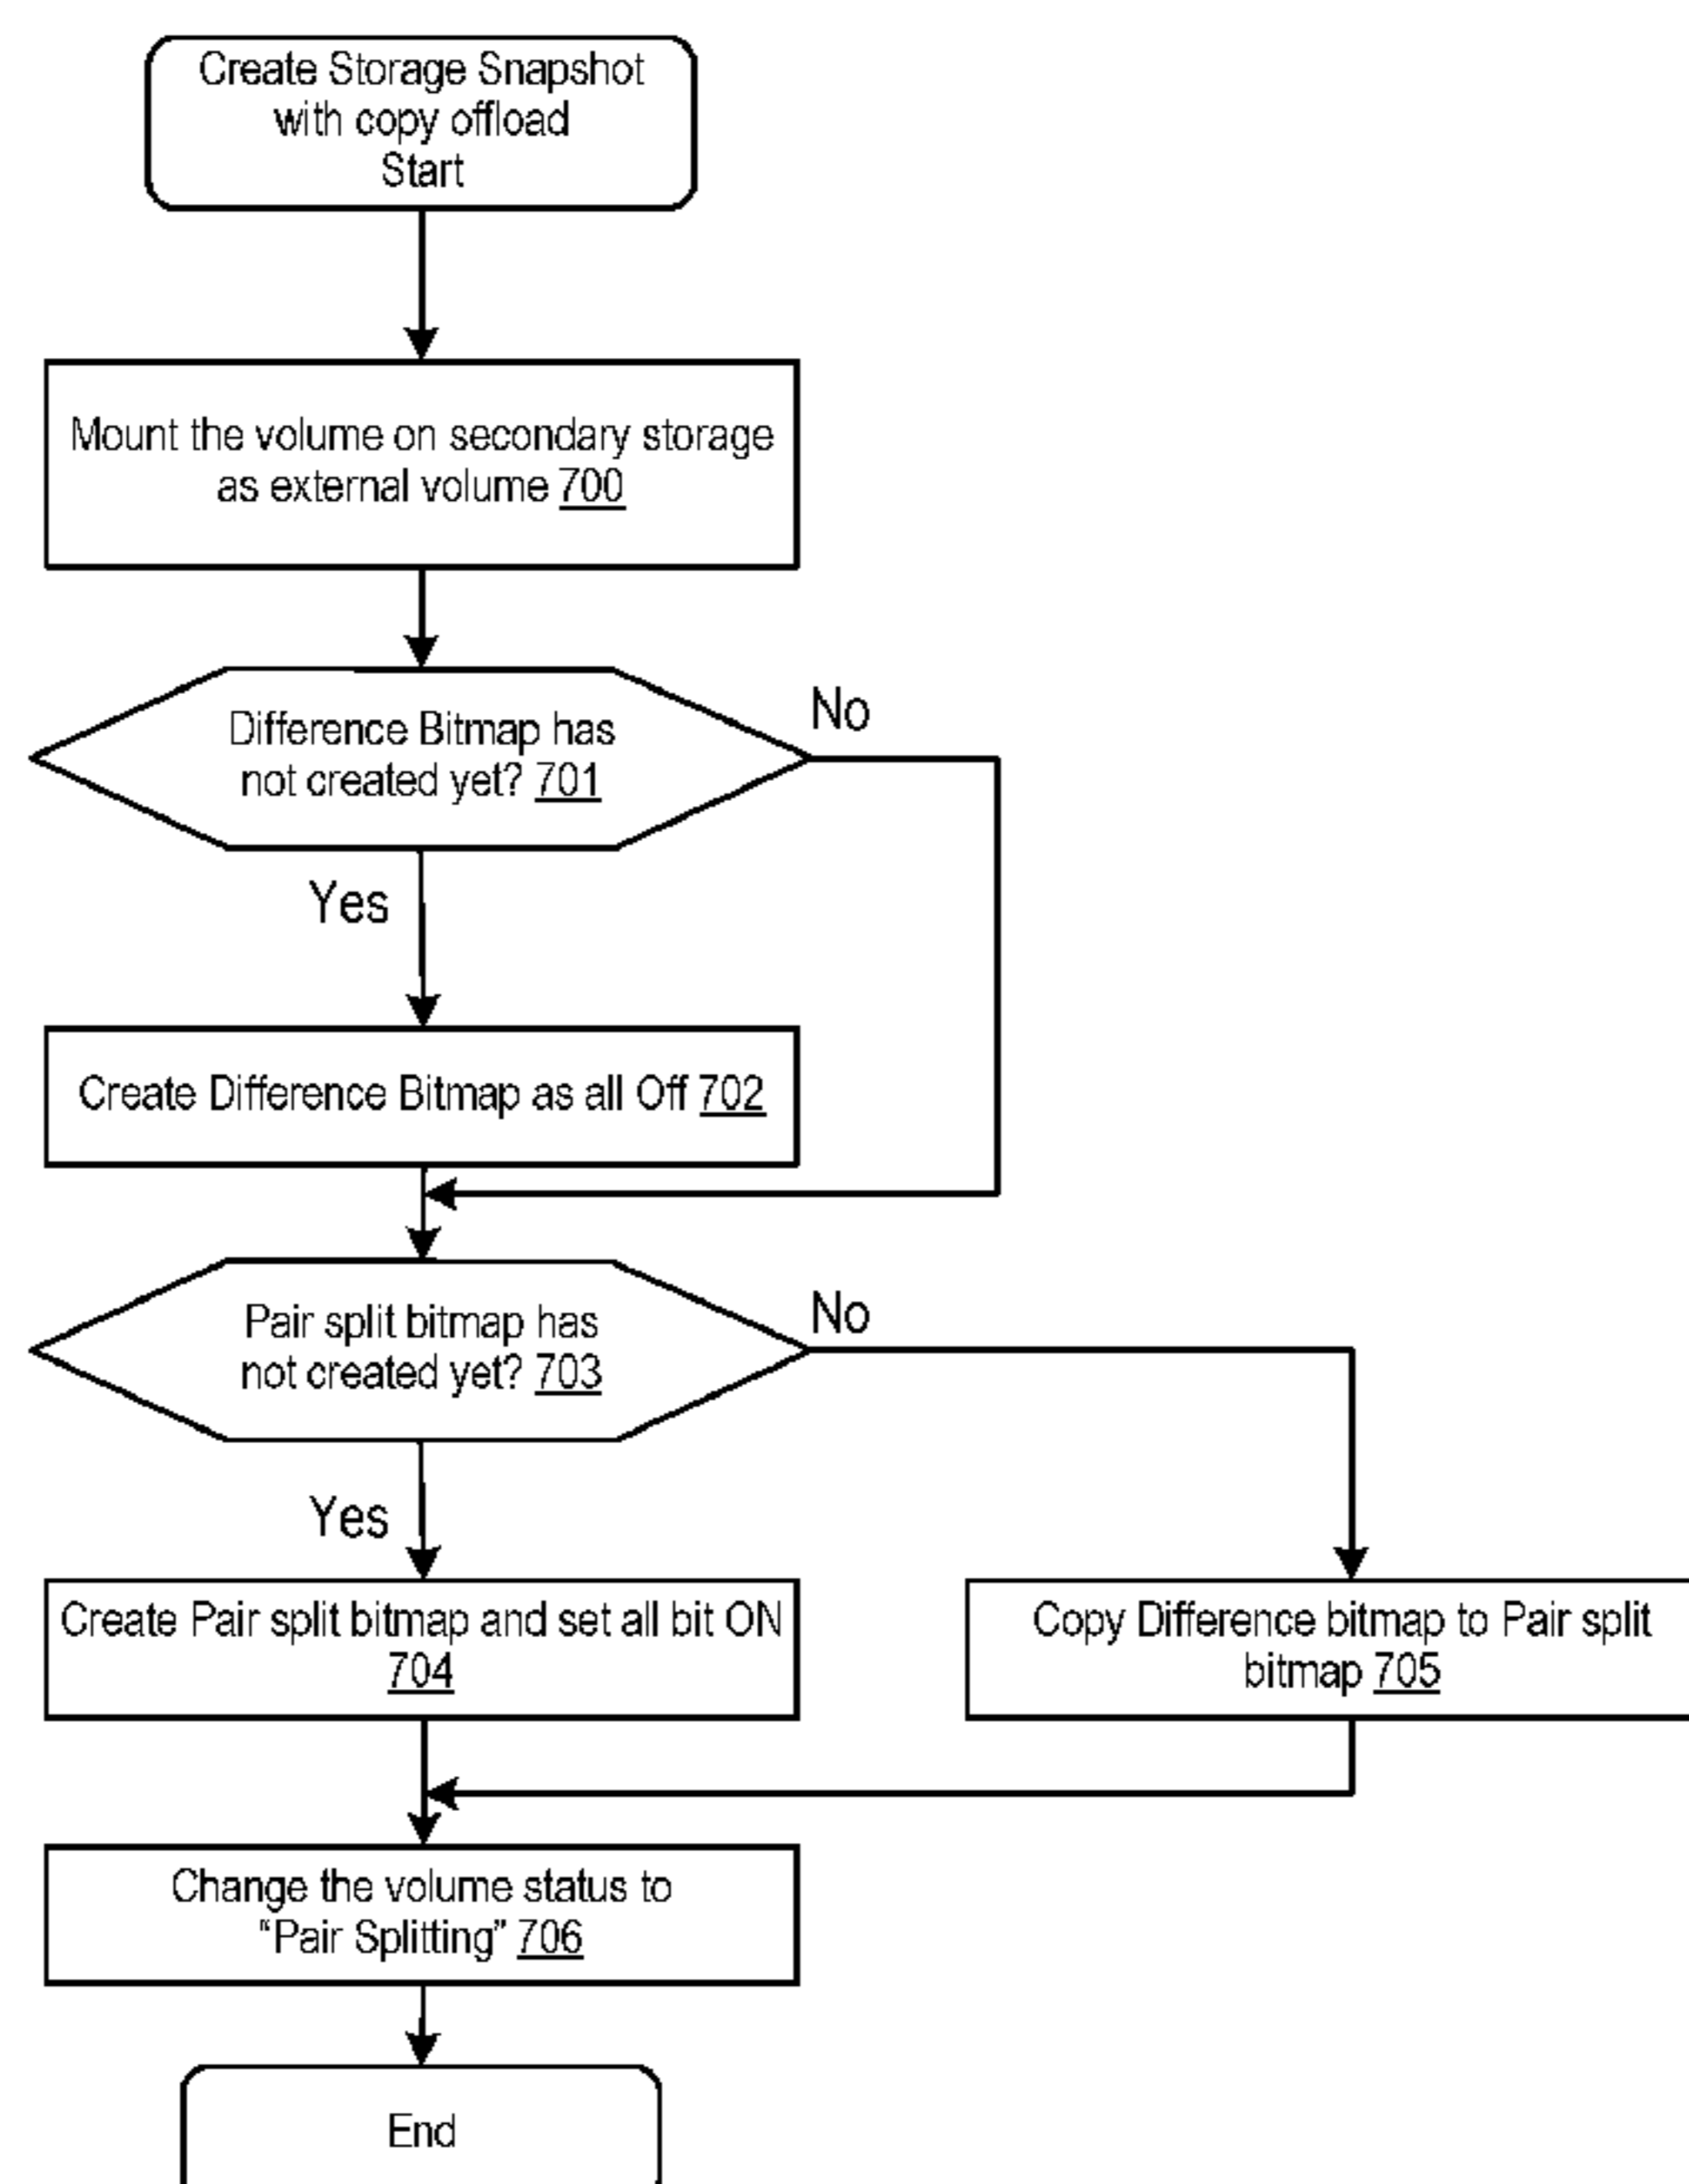 Create Storage Snapshot
with copy offload
Start
Mount the volume on secondary storage
as external volume 700
Difference Bitmap has
not created yet? 701
No
Yes
Create Difference Bitmap as all Off 702
Pair split bitmap has
not created yet? 703
No
Yes
Create Pair split bitmap and set all bit ON
704
Copy Difference bitmap to Pair split
bitmap 705
Change the volume status to
“Pair Splitting” 706
End